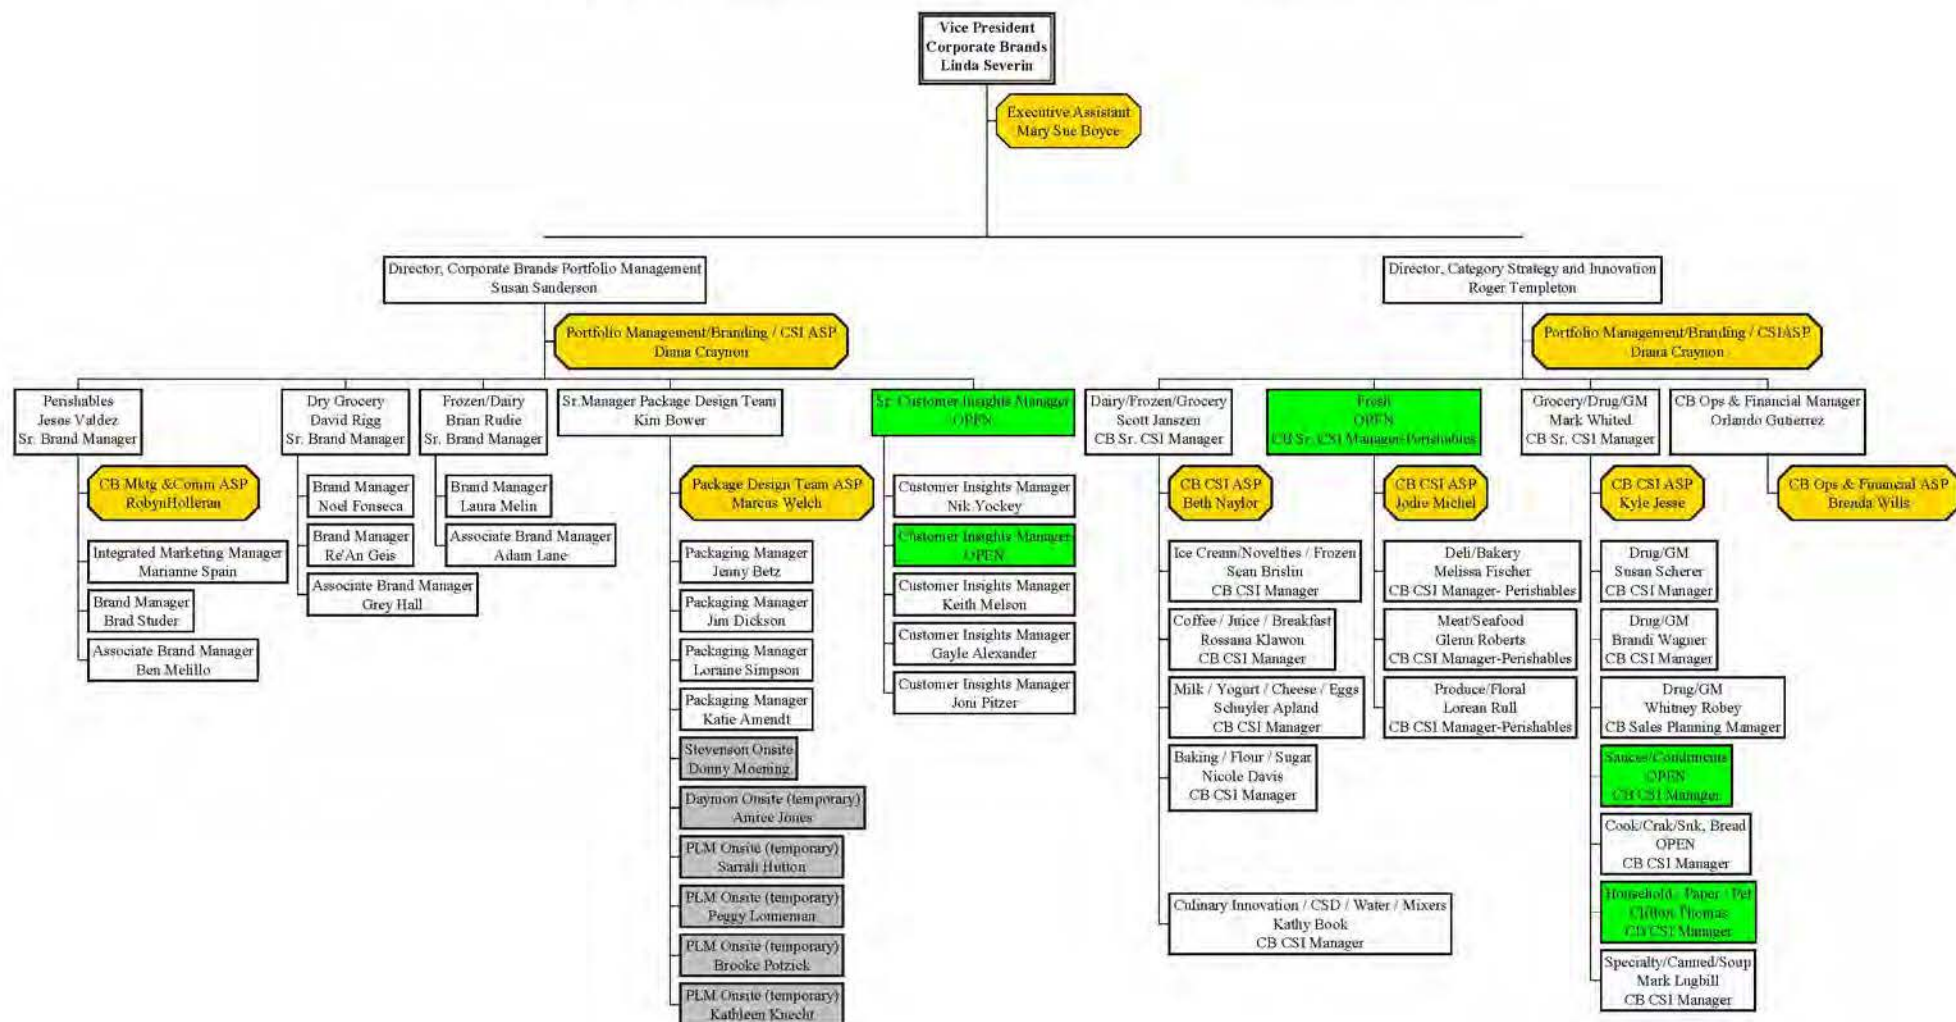 Vice President
Corporate Brands
Linda Severin
Executive Assistant
Mary Sue Boyce
Director, Corporate Brands Portfolio Management
Susan Sanderson
Portfolio Management/Branding / CSI ASP
Diana Craynon
Perishables
Jesus Valdez
Sr. Brand Manager
CB Mktg &Comm ASP
RobynHolleran
Integrated Marketing Manager
Marianne Spain
Brand Manager
Brad Studer
Associate Brand Manager
Ben Melillo
Dry Grocery
David Rigg
Sr. Brand Manager
Brand Manager
Noel Fonseca
Brand Manager
Re'An Geis
Associate Brand Manager
Grey Hall
Frozen/Dairy
Brian Rudie
Sr. Brand Manager
Brand Manager
Laura Melin
Associate Brand Manager
Adam Lane
Sr.Manager Package Design Team
Kim Bower
Package Design Team ASP
Marcus Welch
Packaging Manager
Jenny Betz
Packaging Manager
Jim Dickson
Packaging Manager
Loraine Simpson
Packaging Manager
Katie Amendt
Stevenson Onsite
Donny Moening
Daymon Onsite (temporary)
Amiee Jones
PLM Onsite (temporary)
Sarrah Hutton
PLM Onsite (temporary)
Peggy Lonneman
PLM Onsite (temporary)
Brooke Potzick
PLM Onsite (temporary)
Kathleen Knecht
Sr. Customer Insights Manager
OPEN
Customer Insights Manager
Nik Yockey
Customer Insights Manager
OPEN
Customer Insights Manager
Keith Melson
Customer Insights Manager
Gayle Alexander
Customer Insights Manager
Joni Pitzer
Director, Category Strategy and Innovation
Roger Templeton
Portfolio Management/Branding / CSIASP
Diana Craynon
Dairy/Frozen/Grocery
Scott Janszen
CB Sr. CSI Manager
CB CSI ASP
Beth Naylor
Ice Cream/Novelties / Frozen
Sean Brislin
CB CSI Manager
Coffee / Juice / Breakfast
Rossana Klawon
CB CSI Manager
Milk / Yogurt / Cheese / Eggs
Schuyler Apland
CB CSI Manager
Baking / Flour / Sugar
Nicole Davis
CB CSI Manager
Culinary Innovation / CSD / Water / Mixers
Kathy Book
CB CSI Manager
Fresh
OPEN
CB Sr. CSI Manager-Perishables
CB CSI ASP
Jodie Michel
Deli/Bakery
Melissa Fischer
CB CSI Manager- Perishables
Meat/Seafood
Glenn Roberts
CB CSI Manager-Perishables
Produce/Floral
Lorean Rull
CB CSI Manager-Perishables
Grocery/Drug/GM
Mark Whited
CB Sr. CSI Manager
CB CSI ASP
Kyle Jesse
Drug/GM
Susan Scherer
CB CSI Manager
Drug/GM
Brandi Wagner
CB CSI Manager
Drug/GM
Whitney Robey
CB Sales Planning Manager
Sauces/Condiments
OPEN
CB CSI Manager
Cook/Crak/Snk, Bread
OPEN
CB CSI Manager
Household / Paper / Pet
Clifton Thomas
CB CSI Manager
Specialty/Canned/Soup
Mark Lugbill
CB CSI Manager
CB Ops & Financial Manager
Orlando Gutierrez
CB Ops & Financial ASP
Brenda Wills